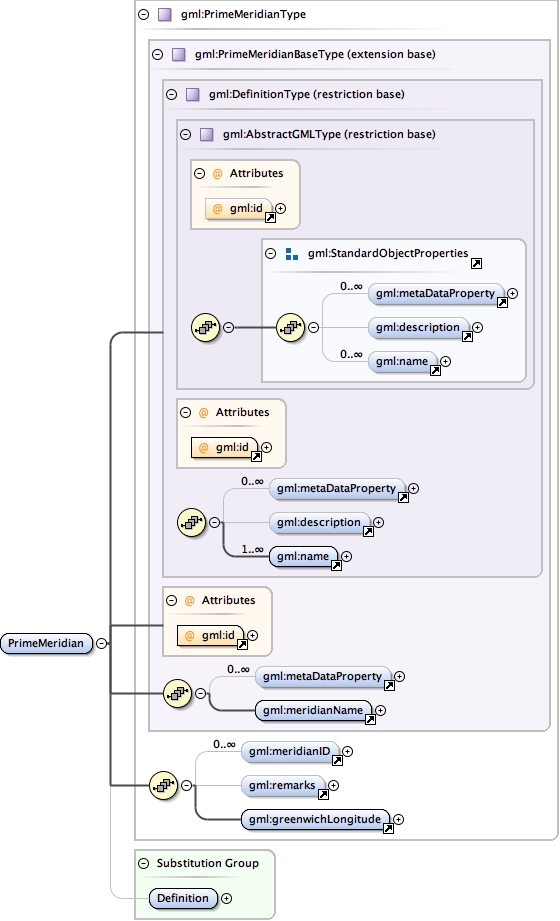 gml:PrimeMeridianType
gml:PrimeMeridianBaseType (extension base)
gml:DefinitionType (restriction base)
gml:AbstractGMLType (restriction base)
@ Attributes
@ gml:id
gml:StandardObjectProperties
0..∞
gml:metaDataProperty
gml:description
0..∞
gml:name
@ Attributes
@ gml:id
0..∞
gml:metaDataProperty
gml:description
1..∞
gml:name
@ Attributes
@ gml:id
PrimeMeridian
0..∞
gml:metaDataProperty
gml:meridianName
0..∞
gml:meridianID
gml:remarks
gml:greenwichLongitude
Substitution Group
Definition